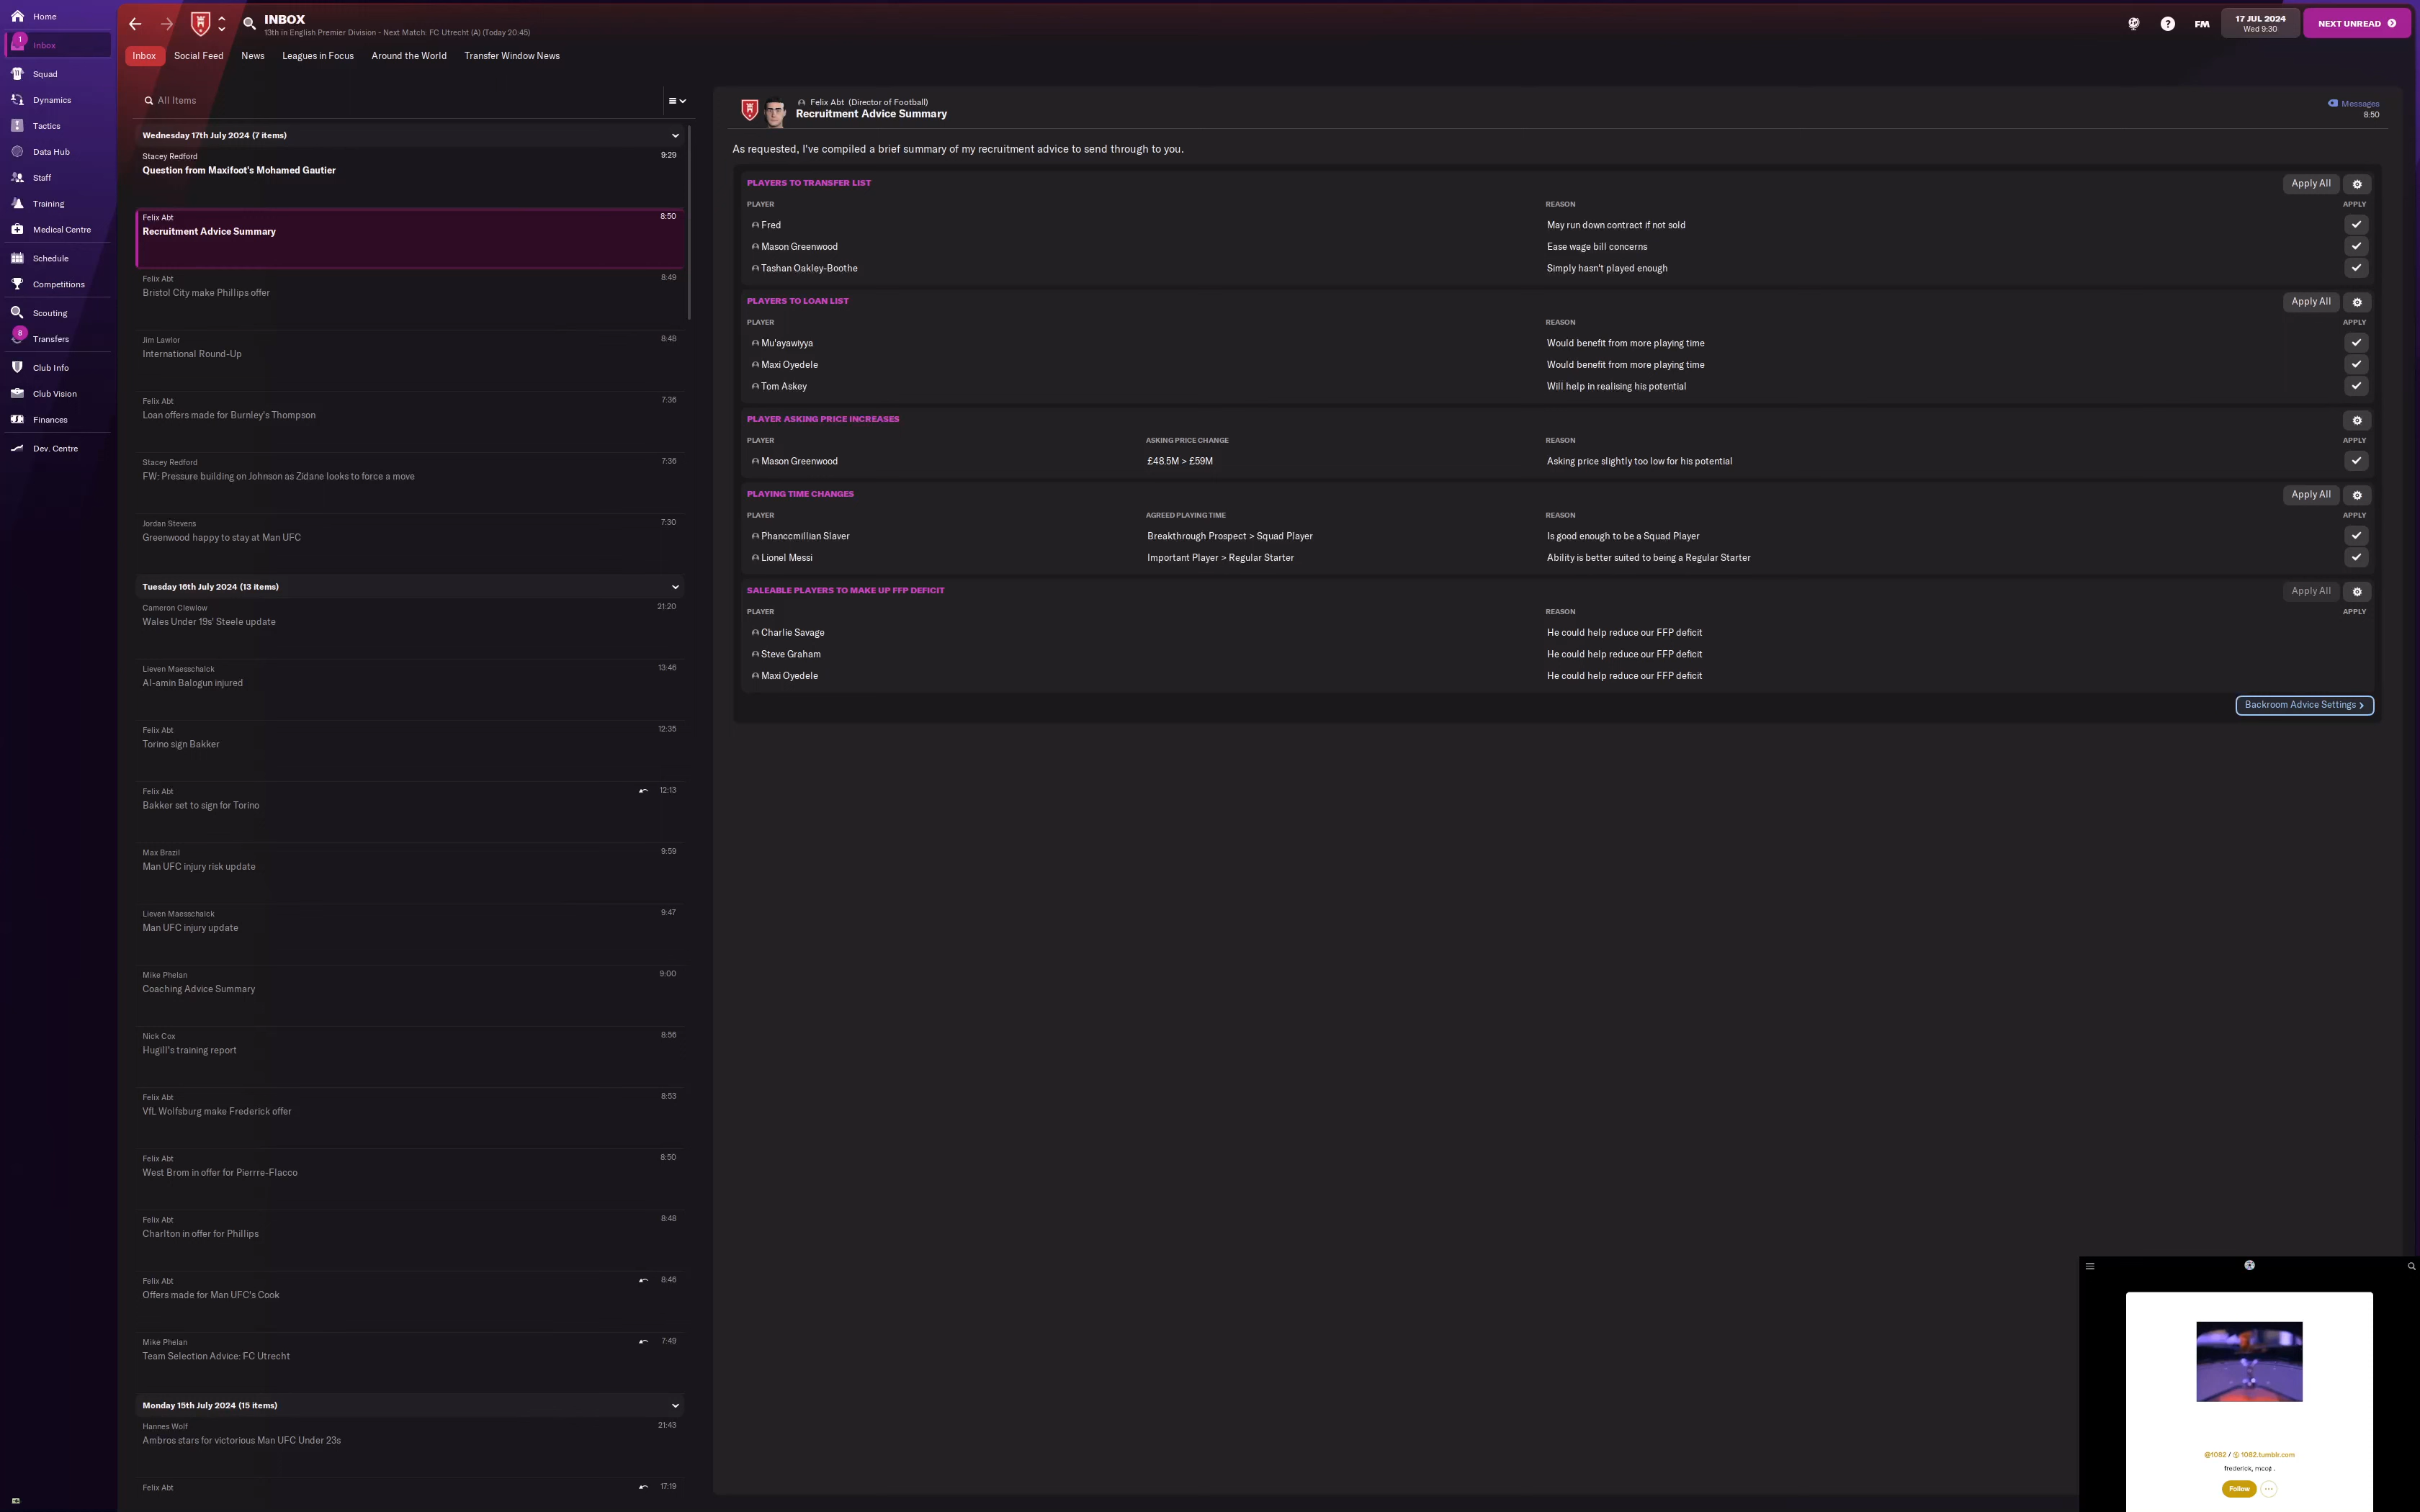 Home
Inbox
1
Squad
Dynamics
Tactics
Data Hub
Staff
Training
Medical Centre
Schedule
Competitions
Scouting
8
Transfers
Club Info
Club Vision
Finances
Dev. Centre
INBOX
13th in English Premier Division - Next Match: FC Utrecht (A) (Today 20:45)
FM
17 JUL 2024
Wed 9:30
NEXT UNREAD
Inbox Social Feed News Leagues in Focus Around the World Transfer Window News
All Items
Wednesday 17th July 2024 (7 items)
Stacey Redford 9:29
Question from Maxifoot's Mohamed Gautier
Felix Abt 8:50
Recruitment Advice Summary
Felix Abt 8:49
Bristol City make Phillips offer
Jim Lawlor 8:48
International Round-Up
Felix Abt 7:36
Loan offers made for Burnley's Thompson
Stacey Redford 7:36
FW: Pressure building on Johnson as Zidane looks to force a move
Jordan Stevens 7:30
Greenwood happy to stay at Man UFC
Tuesday 16th July 2024 (13 items)
Cameron Clewlow 21:20
Wales Under 19s' Steele update
Lieven Maesschalck 13:46
Al-amin Balogun injured
Felix Abt 12:35
Torino sign Bakker
Felix Abt 12:13
Bakker set to sign for Torino
Max Brazil 9:59
Man UFC injury risk update
Lieven Maesschalck 9:47
Man UFC injury update
Mike Phelan 9:00
Coaching Advice Summary
Nick Cox 8:56
Hugill's training report
Felix Abt 8:53
VfL Wolfsburg make Frederick offer
Felix Abt 8:50
West Brom in offer for Pierrre-Flacco
Felix Abt 8:48
Charlton in offer for Phillips
Felix Abt 8:46
Offers made for Man UFC's Cook
Mike Phelan 7:49
Team Selection Advice: FC Utrecht
Monday 15th July 2024 (15 items)
Hannes Wolf 21:43
Ambros stars for victorious Man UFC Under 23s
Felix Abt 17:19
Felix Abt (Director of Football)
Recruitment Advice Summary
Messages
8:50
As requested, I've compiled a brief summary of my recruitment advice to send through to you.
PLAYERS TO TRANSFER LIST Apply All
PLAYER REASON APPLY
Fred May run down contract if not sold
Mason Greenwood Ease wage bill concerns
Tashan Oakley-Boothe Simply hasn't played enough
PLAYERS TO LOAN LIST Apply All
PLAYER REASON APPLY
Mu'ayawiyya Would benefit from more playing time
Maxi Oyedele Would benefit from more playing time
Tom Askey Will help in realising his potential
PLAYER ASKING PRICE INCREASES
PLAYER ASKING PRICE CHANGE REASON APPLY
Mason Greenwood £48.5M > £59M Asking price slightly too low for his potential
PLAYING TIME CHANGES Apply All
PLAYER AGREED PLAYING TIME REASON APPLY
Phanccmillian Slaver Breakthrough Prospect > Squad Player Is good enough to be a Squad Player
Lionel Messi Important Player > Regular Starter Ability is better suited to being a Regular Starter
SALEABLE PLAYERS TO MAKE UP FFP DEFICIT Apply All
PLAYER REASON APPLY
Charlie Savage He could help reduce our FFP deficit
Steve Graham He could help reduce our FFP deficit
Maxi Oyedele He could help reduce our FFP deficit
Backroom Advice Settings >
@1082 / 1082.tumblr.com
frederick,
Follow